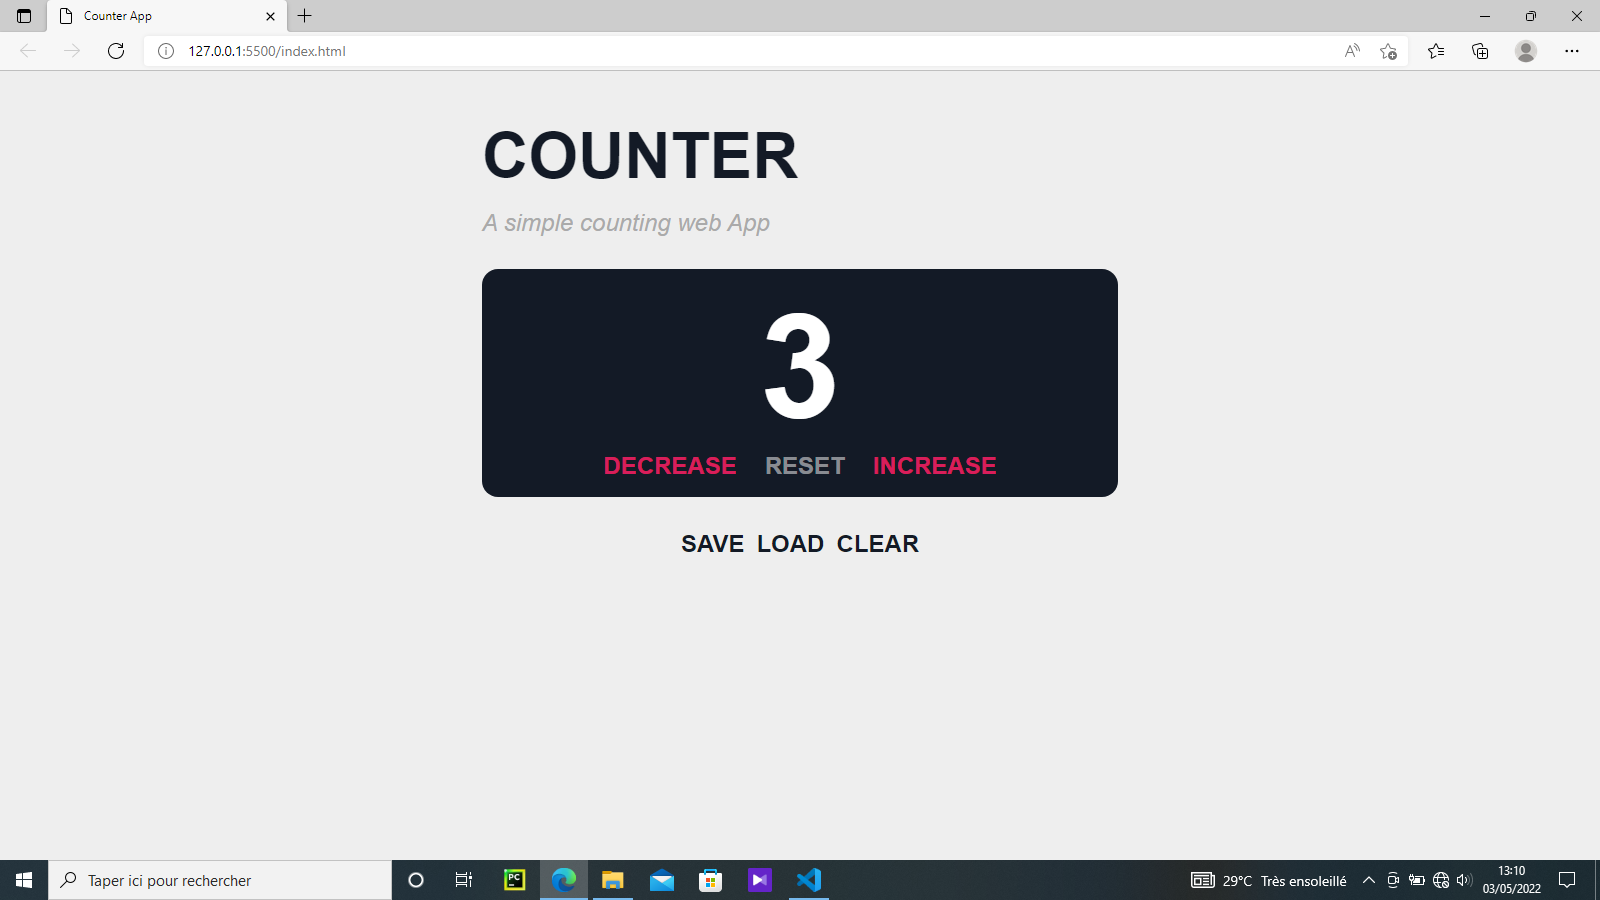 Counter App
127.0.0.1:5500/index.html
COUNTER
A simple counting web App
3
DECREASE RESET INCREASE
SAVE LOAD CLEAR
Taper ici pour rechercher
PC
29°C Très ensoleillé
13:10
03/05/2022